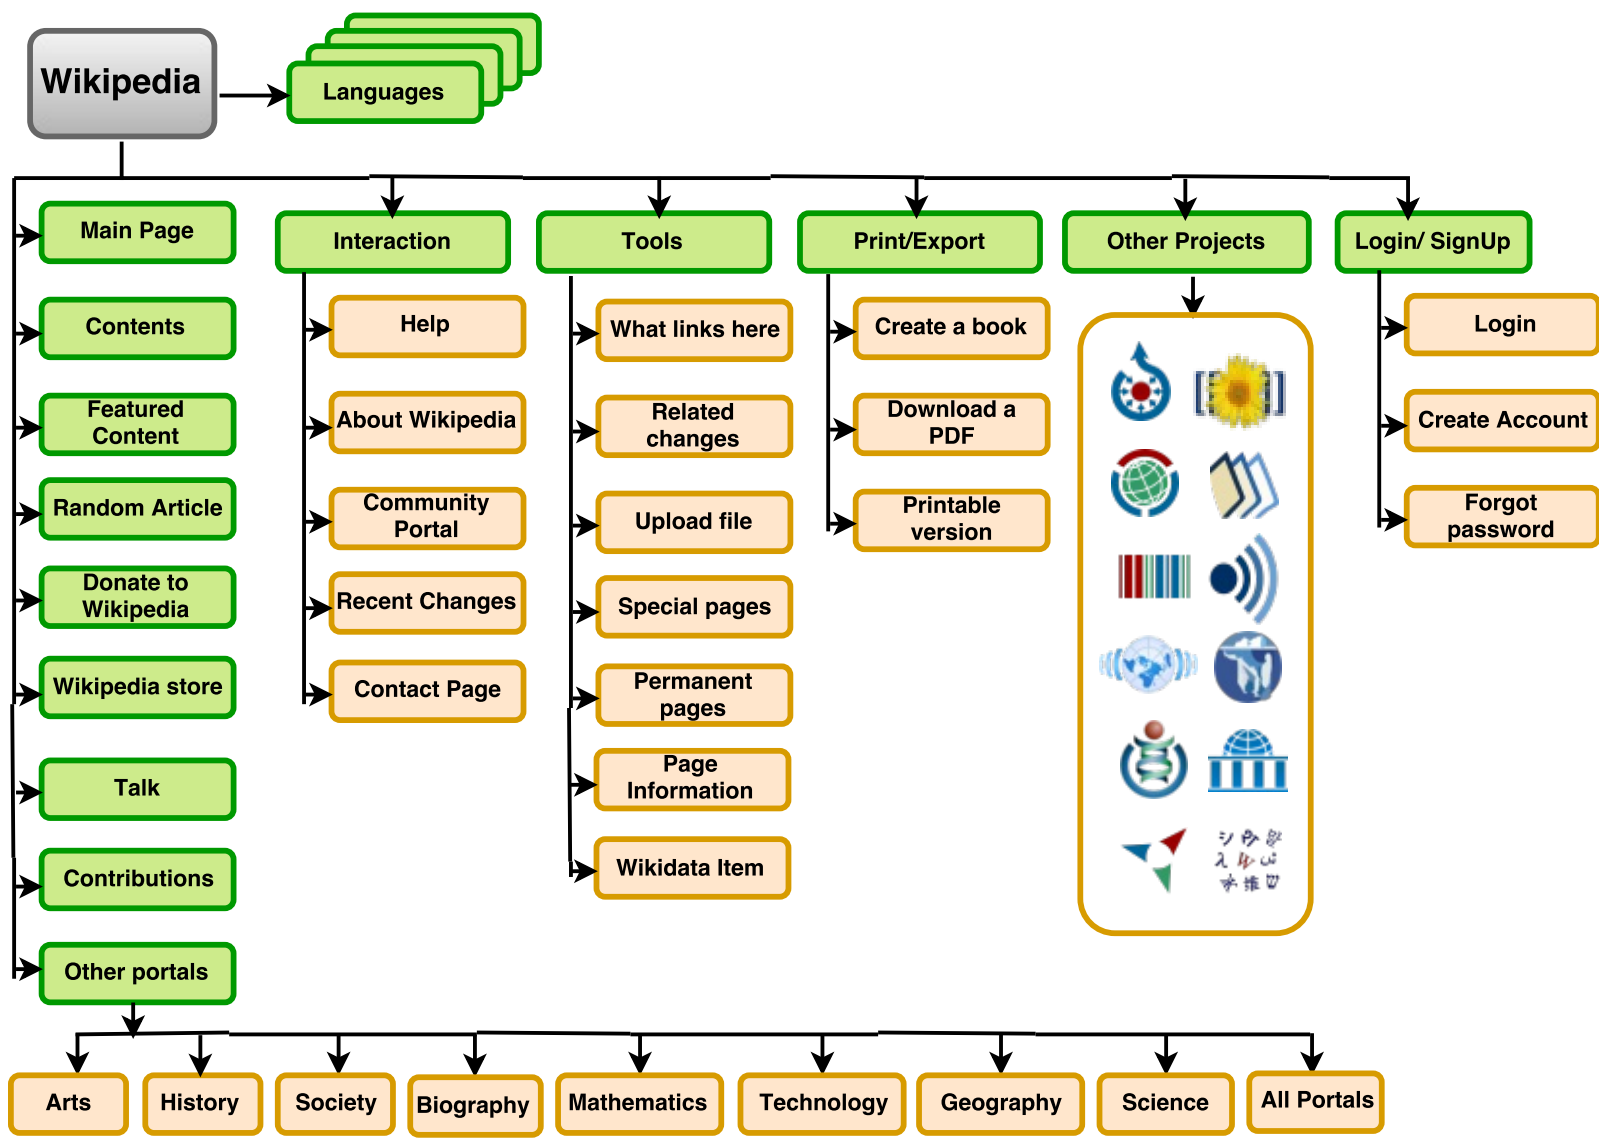 Wikipedia
Languages
Main Page
Contents
Featured
Content
Random Article
Donate to
Wikipedia
Wikipedia store
Talk
Contributions
Other portals
Interaction
Help
About Wikipedia
Community
Portal
Recent Changes
Contact Page
Tools
What links here
Related
changes
Upload file
Special pages
Permanent
pages
Page
Information
Wikidata Item
Print/Export
Create a book
Download a
PDF
Printable
version
Other Projects
Login/ SignUp
Login
Create Account
Forgot
password
Arts
History
Society
Biography
Mathematics
Technology
Geography
Science
All Portals